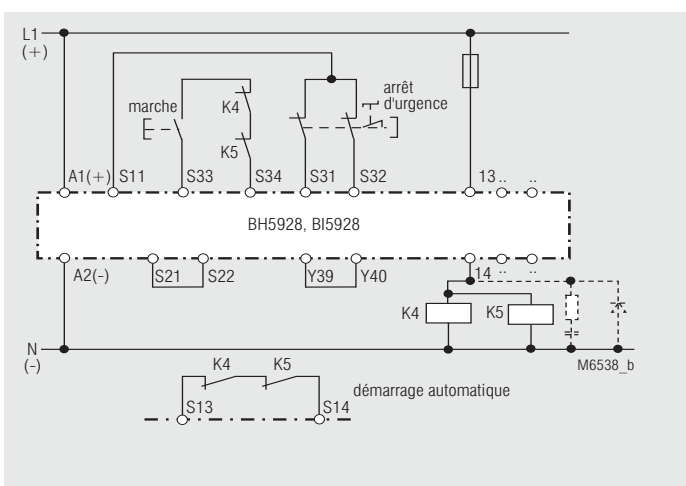 L1
(+)
marche
K4
K5
arrêt
d'urgence
A1(+) S11 S33 S34 S31 S32 13 .. ..
BH5928, BI5928
A2(-) S21 S22 Y39 Y40 14 .. ..
K4 K5
N
(-)
M6538_b
K4 K5
démarrage automatique
S13 S14